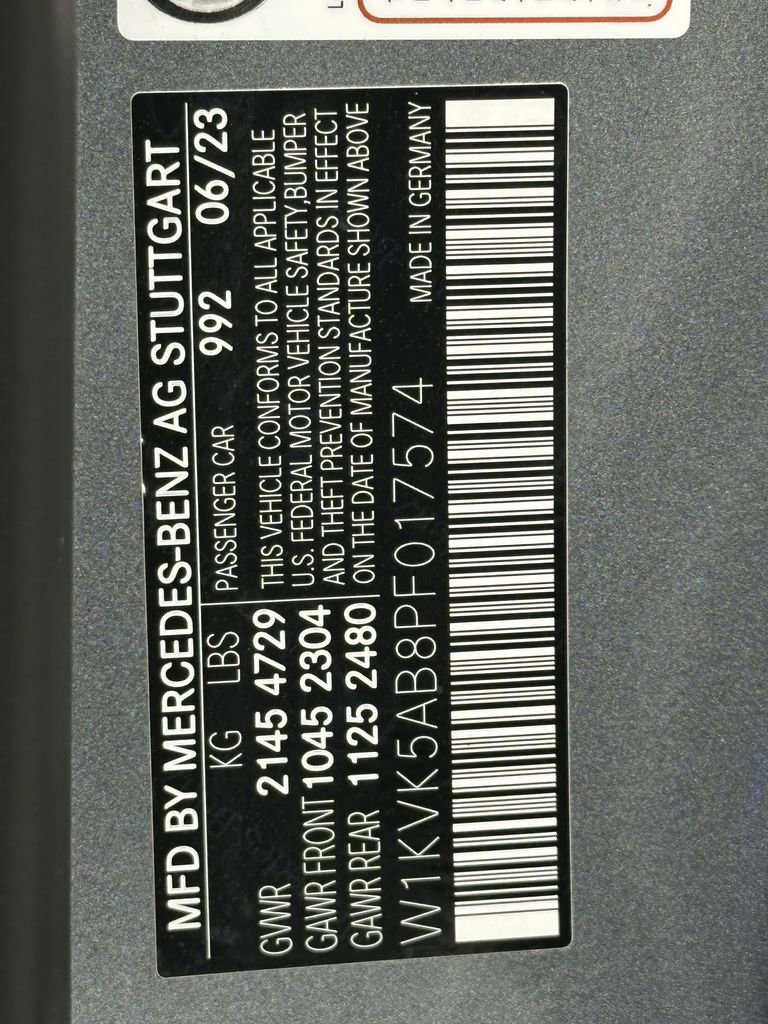 MFD BY MERCEDES-BENZ AG STUTTGART
KG LBS PASSENGER CAR 992 06/23
GVWR 2145 4729 THIS VEHICLE CONFORMS TO ALL APPLICABLE
U.S. FEDERAL MOTOR VEHICLE SAFETY,BUMPER
GAWR FRONT 1045 2304 AND THEFT PREVENTION STANDARDS IN EFFECT
GAWR REAR 1125 2480 ON THE DATE OF MANUFACTURE SHOWN ABOVE
W1KVK5AB8PF017574 MADE IN GERMANY